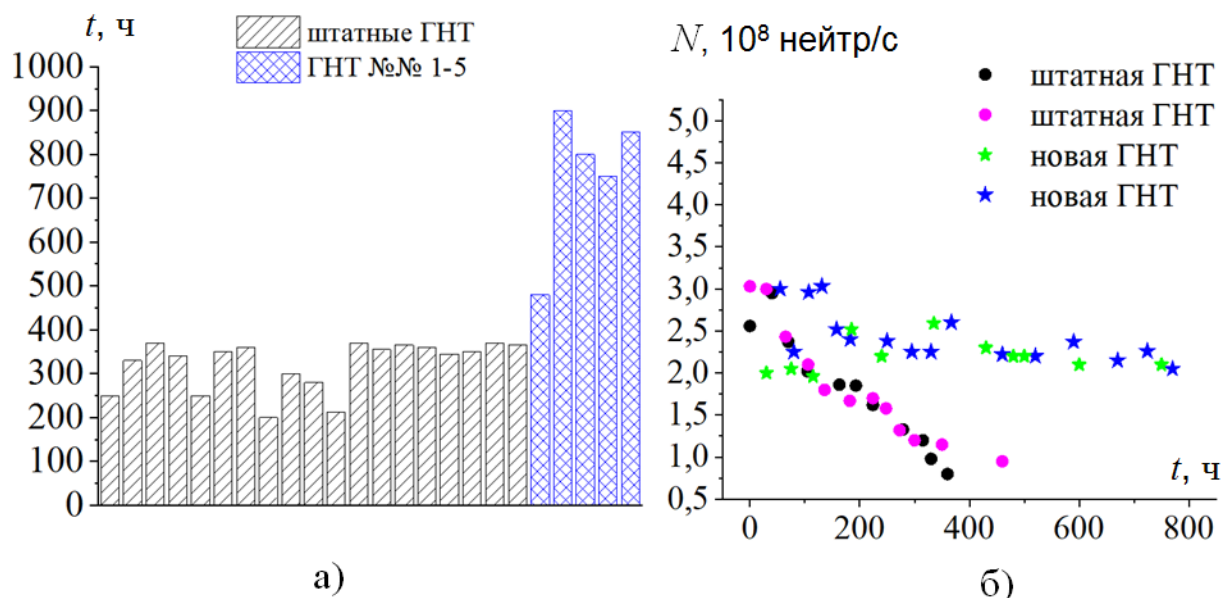 t, ч
штатные ГНТ
ГНТ №№ 1-5
1000
900
800
700
600
500
400
300
200
100
0
а)
N, 10⁸ нейтр/с
штатная ГНТ
штатная ГНТ
новая ГНТ
новая ГНТ
5,0
4,5
4,0
3,5
3,0
2,5
2,0
1,5
1,0
0,5
t, ч
0 200 400 600 800
б)